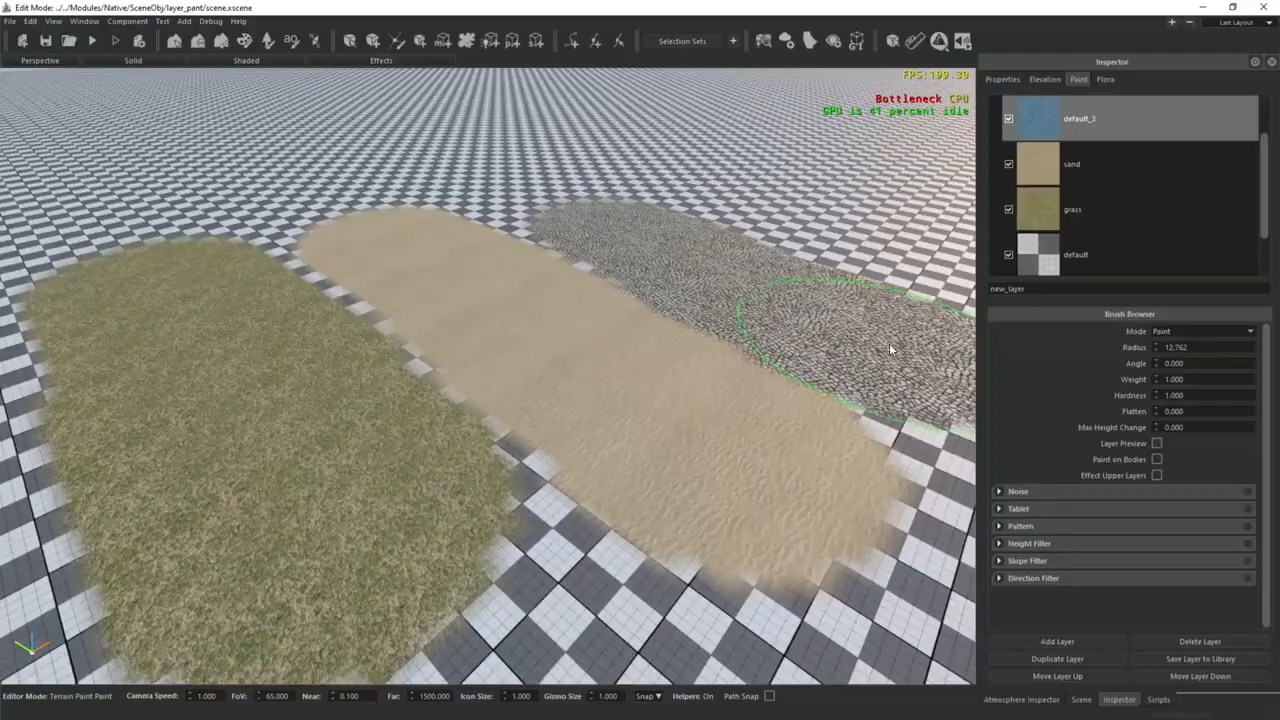 Edit Mode: ../../Modules/Native/SceneObj/layer_pant/scene.xscene
File Edit View Window Component Test Add Debug Help
Last Layout
Selection Sets
Perspective Solid Shaded Effects
FPS:199.30
Bottleneck CPU
GPU is 41 percent idle
Inspector
Properties Elevation Paint Flora
default_3
sand
grass
default
new_layer
Brush Browser
Mode Paint
Radius 12.762
Angle 0.000
Weight 1.000
Hardness 1.000
Flatten 0.000
Max Height Change 0.000
Layer Preview
Paint on Bodies
Effect Upper Layers
Noise
Tablet
Pattern
Height Filter
Slope Filter
Direction Filter
Add Layer Delete Layer
Duplicate Layer Save Layer to Library
Move Layer Up Move Layer Down
Editor Mode: Terrain Paint Paint Camera Speed: 1.000 FoV: 65.000 Near: 0.100 Far: 1500.000 Icon Size: 1.000 Gizmo Size 1.000 Snap Helpers: On Path Snap
Atmosphere Inspector Scene Inspector Scripts